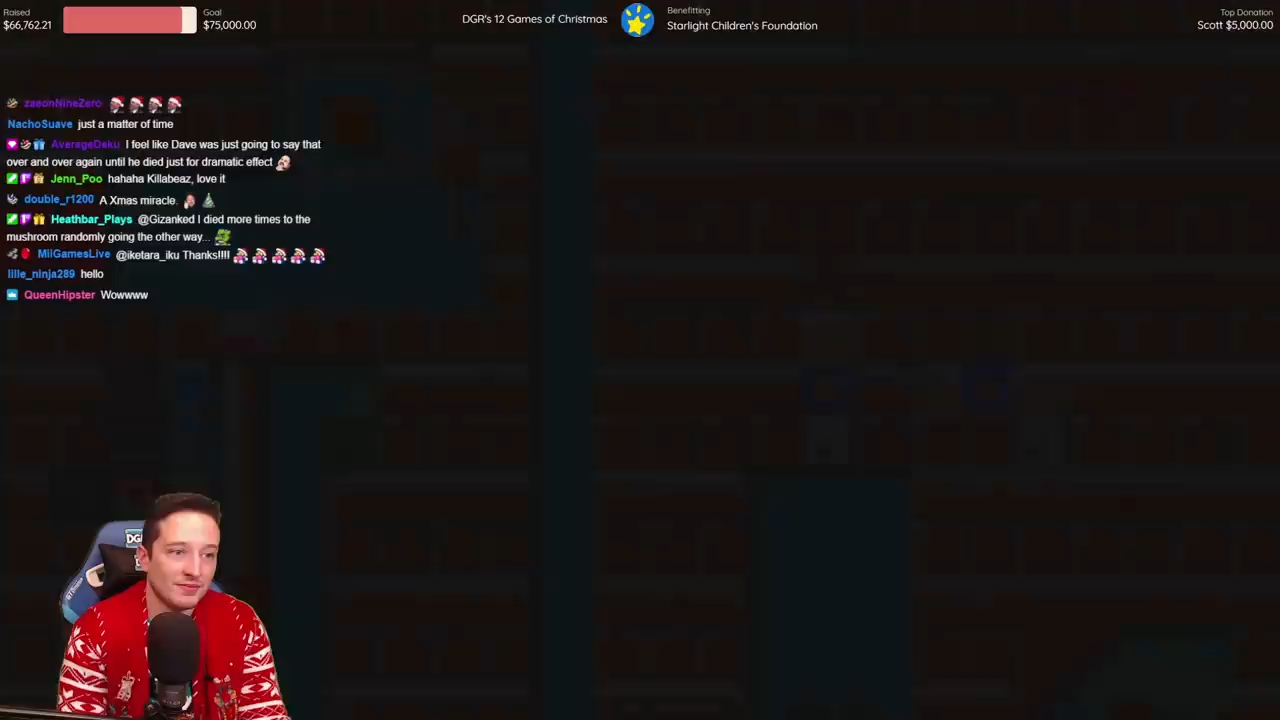 Raised
$66,762.21
Goal
$75,000.00
DGR's 12 Games of Christmas
Benefitting
Starlight Children's Foundation
Top Donation
Scott $5,000.00
zaeonNineZero
NachoSuave just a matter of time
AverageDeku I feel like Dave was just going to say that
over and over again until he died just for dramatic effect
Jenn_Poo hahaha Killabeaz, love it
double_r1200 A Xmas miracle.
Heathbar_Plays @Gizanked I died more times to the
mushroom randomly going the other way...
MiiGamesLive @iketara_iku Thanks!!!!
lille_ninja289 hello
QueenHipster Wowwww
DG